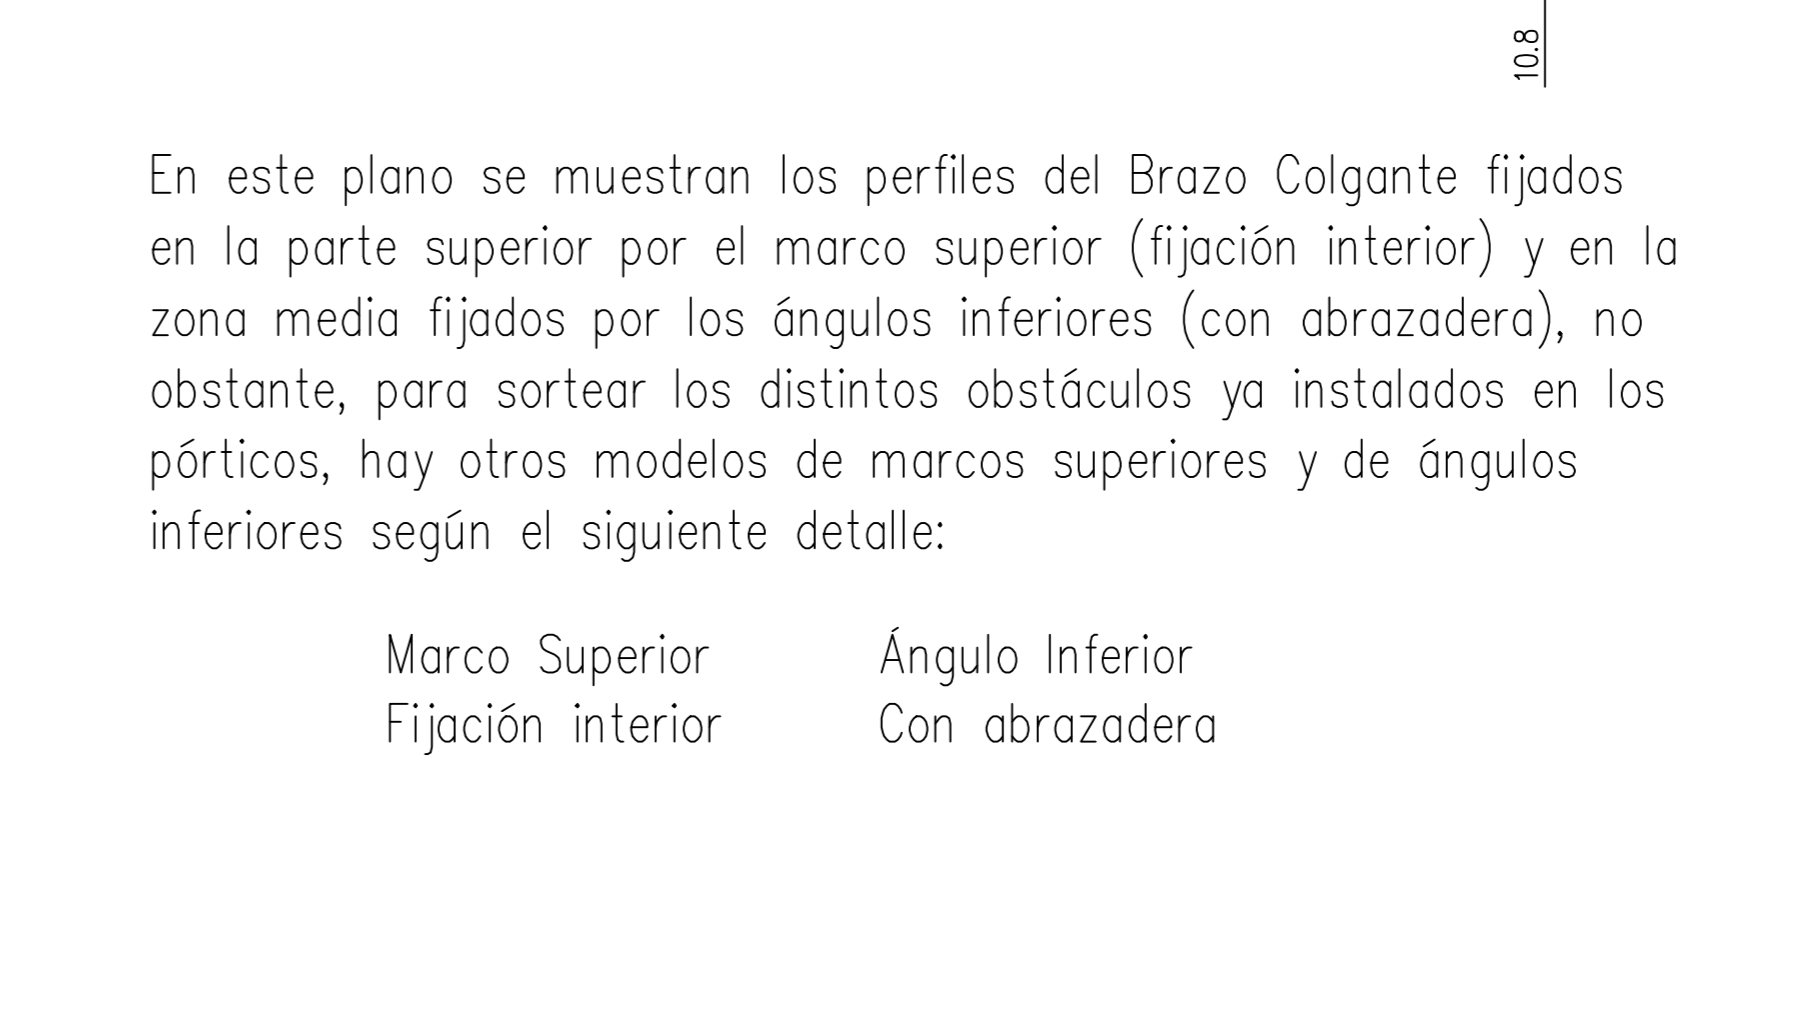 10.8
En este plano se muestran los perfiles del Brazo Colgante fijados
en la parte superior por el marco superior (fijación interior) y en la
zona media fijados por los ángulos inferiores (con abrazadera), no
obstante, para sortear los distintos obstáculos ya instalados en los
pórticos, hay otros modelos de marcos superiores y de ángulos
inferiores según el siguiente detalle:
Marco Superior Ángulo Inferior
Fijación interior Con abrazadera